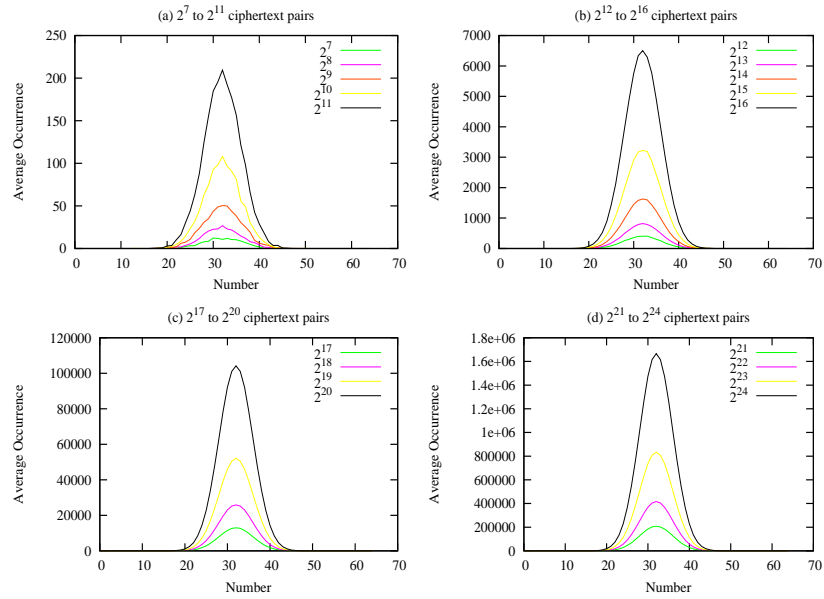 (a) 2^7 to 2^11 ciphertext pairs
250
200
150
100
50
0
0 10 20 30 40 50 60 70
Average Occurrence
Number
2^7
2^8
2^9
2^10
2^11
(b) 2^12 to 2^16 ciphertext pairs
7000
6000
5000
4000
3000
2000
1000
0
0 10 20 30 40 50 60 70
Average Occurrence
Number
2^12
2^13
2^14
2^15
2^16
(c) 2^17 to 2^20 ciphertext pairs
120000
100000
80000
60000
40000
20000
0
0 10 20 30 40 50 60 70
Average Occurrence
Number
2^17
2^18
2^19
2^20
(d) 2^21 to 2^24 ciphertext pairs
1.8e+06
1.6e+06
1.4e+06
1.2e+06
1e+06
800000
600000
400000
200000
0
0 10 20 30 40 50 60 70
Average Occurrence
Number
2^21
2^22
2^23
2^24